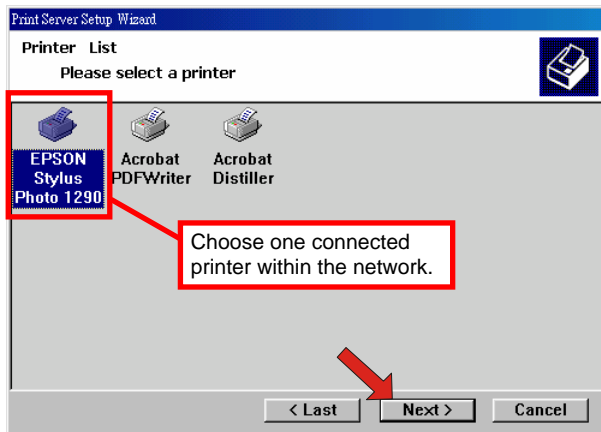 Print Server Setup Wizard
Printer List
Please select a printer
EPSON
Stylus
Photo 1290
Acrobat
PDFWriter
Acrobat
Distiller
Choose one connected
printer within the network.
< Last
Next >
Cancel